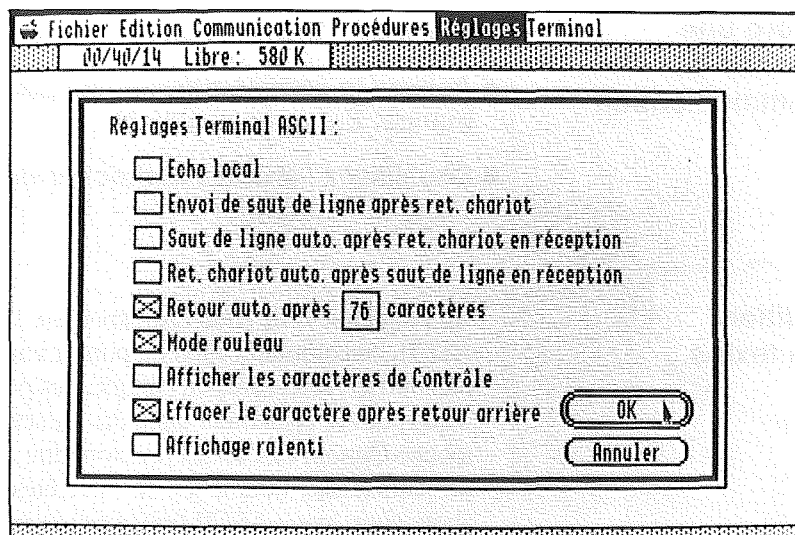 Fichier Edition Communication Procédures Réglages Terminal
00/40/14 Libre : 580 K
Réglages Terminal ASCII :
Echo local
Envoi de saut de ligne après ret. chariot
Saut de ligne auto. après ret. chariot en réception
Ret. chariot auto. après saut de ligne en réception
Retour auto. après 76 caractères
Mode rouleau
Afficher les caractères de Contrôle
Effacer le caractère après retour arrière
OK
Affichage ralenti
Annuler